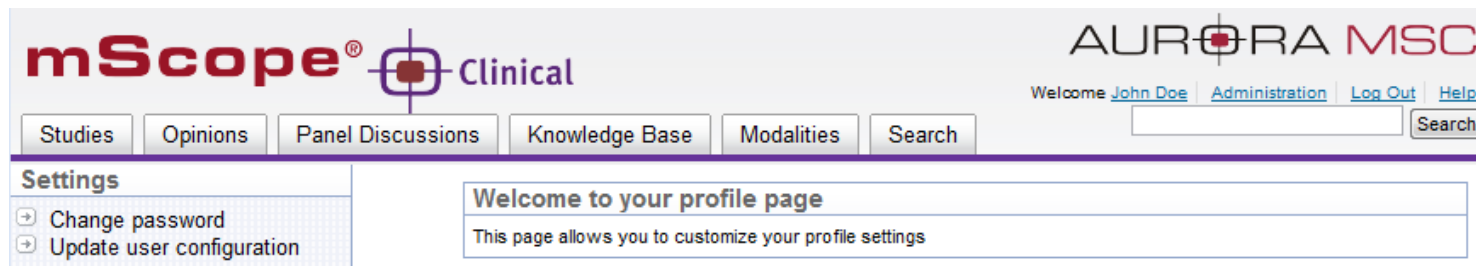 mScope® Clinical
AURORA MSC
Welcome John Doe Administration Log Out Help
Search
Studies Opinions Panel Discussions Knowledge Base Modalities Search
Settings
Change password
Update user configuration
Welcome to your profile page
This page allows you to customize your profile settings